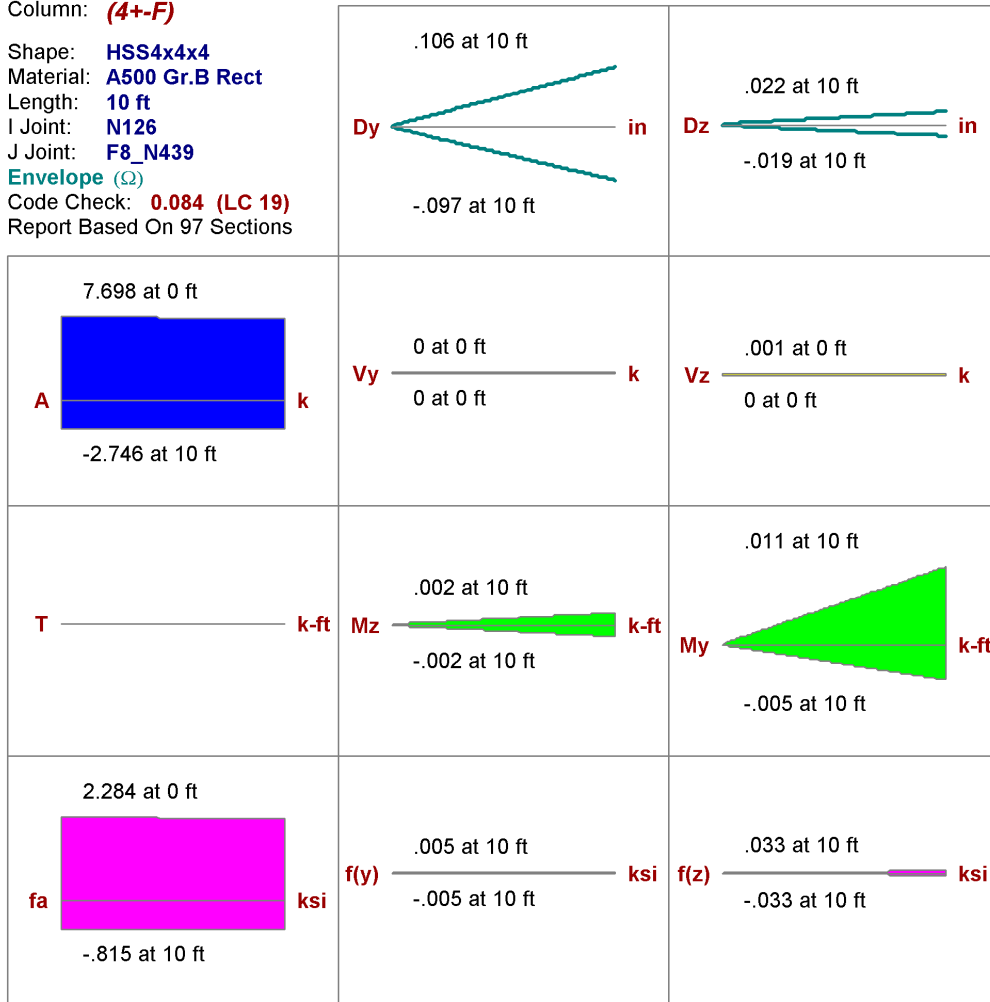 Column: (4+-F)
Shape: HSS4x4x4
Material: A500 Gr.B Rect
Length: 10 ft
I Joint: N126
J Joint: F8_N439
Envelope (Ω)
Code Check: 0.084 (LC 19)
Report Based On 97 Sections
.106 at 10 ft
Dy in
-.097 at 10 ft
.022 at 10 ft
Dz in
-.019 at 10 ft
7.698 at 0 ft
A k
-2.746 at 10 ft
0 at 0 ft
Vy k
0 at 0 ft
.001 at 0 ft
Vz k
0 at 0 ft
T k-ft
.002 at 10 ft
Mz k-ft
-.002 at 10 ft
.011 at 10 ft
My k-ft
-.005 at 10 ft
2.284 at 0 ft
fa ksi
-.815 at 10 ft
.005 at 10 ft
f(y) ksi
-.005 at 10 ft
.033 at 10 ft
f(z) ksi
-.033 at 10 ft